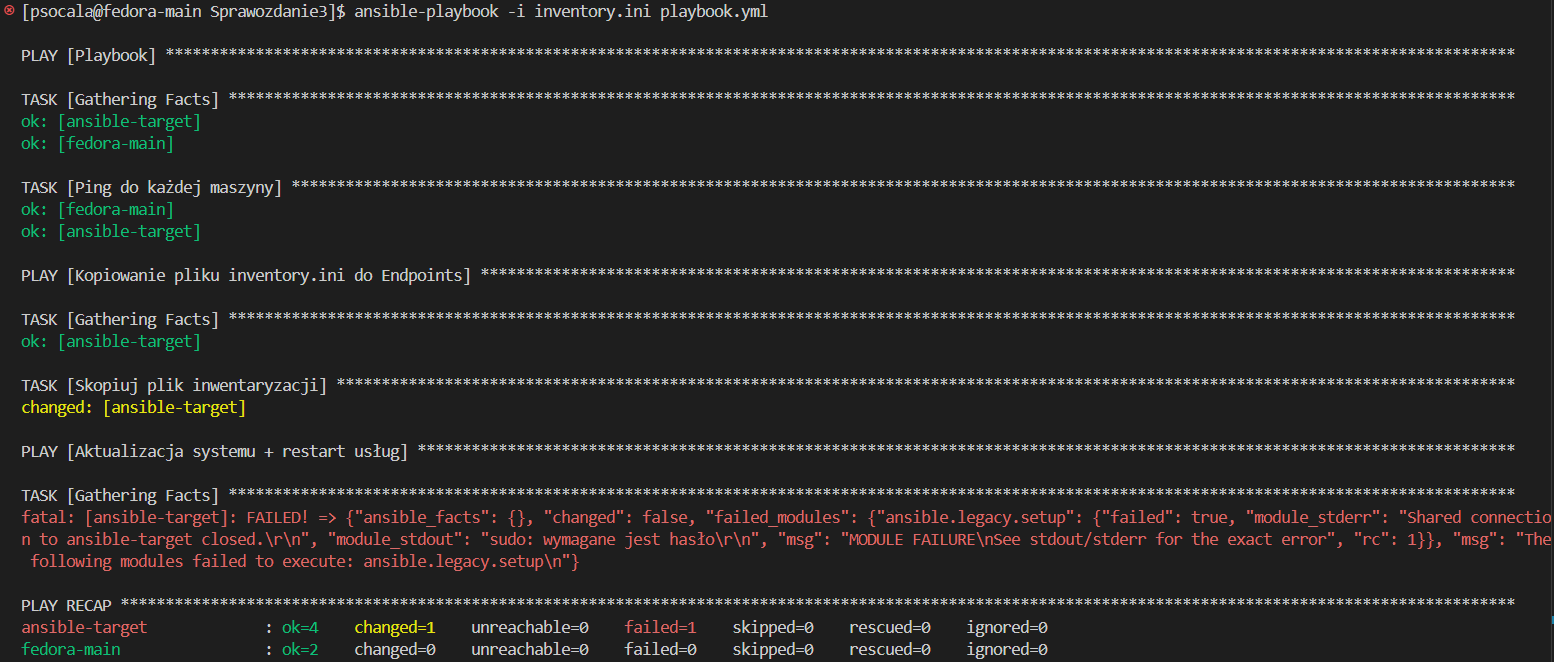 [psocala@fedora-main Sprawozdanie3]$ ansible-playbook -i inventory.ini playbook.yml
PLAY [Playbook] ******************************************************************************************************************************************************
TASK [Gathering Facts] ***********************************************************************************************************************************************
ok: [ansible-target]
ok: [fedora-main]
TASK [Ping do każdej maszyny] ****************************************************************************************************************************************
ok: [fedora-main]
ok: [ansible-target]
PLAY [Kopiowanie pliku inventory.ini do Endpoints] *******************************************************************************************************************
TASK [Gathering Facts] ***********************************************************************************************************************************************
ok: [ansible-target]
TASK [Skopiuj plik inwentaryzacji] ***********************************************************************************************************************************
changed: [ansible-target]
PLAY [Aktualizacja systemu + restart usług] **************************************************************************************************************************
TASK [Gathering Facts] ***********************************************************************************************************************************************
fatal: [ansible-target]: FAILED! => {"ansible_facts": {}, "changed": false, "failed_modules": {"ansible.legacy.setup": {"failed": true, "module_stderr": "Shared connectio
n to ansible-target closed.\r\n", "module_stdout": "sudo: wymagane jest hasło\r\n", "msg": "MODULE FAILURE\nSee stdout/stderr for the exact error", "rc": 1}}, "msg": "The
following modules failed to execute: ansible.legacy.setup\n"}
PLAY RECAP ***********************************************************************************************************************************************************
ansible-target : ok=4 changed=1 unreachable=0 failed=1 skipped=0 rescued=0 ignored=0
fedora-main : ok=2 changed=0 unreachable=0 failed=0 skipped=0 rescued=0 ignored=0